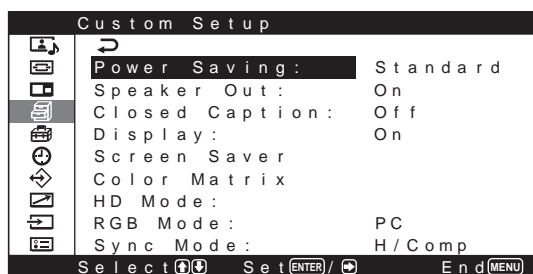 Custom Setup
Power Saving: Standard
Speaker Out: On
Closed Caption: Off
Display: On
Screen Saver
Color Matrix
HD Mode:
RGB Mode: PC
Sync Mode: H/Comp
Select Set ENTER / End MENU